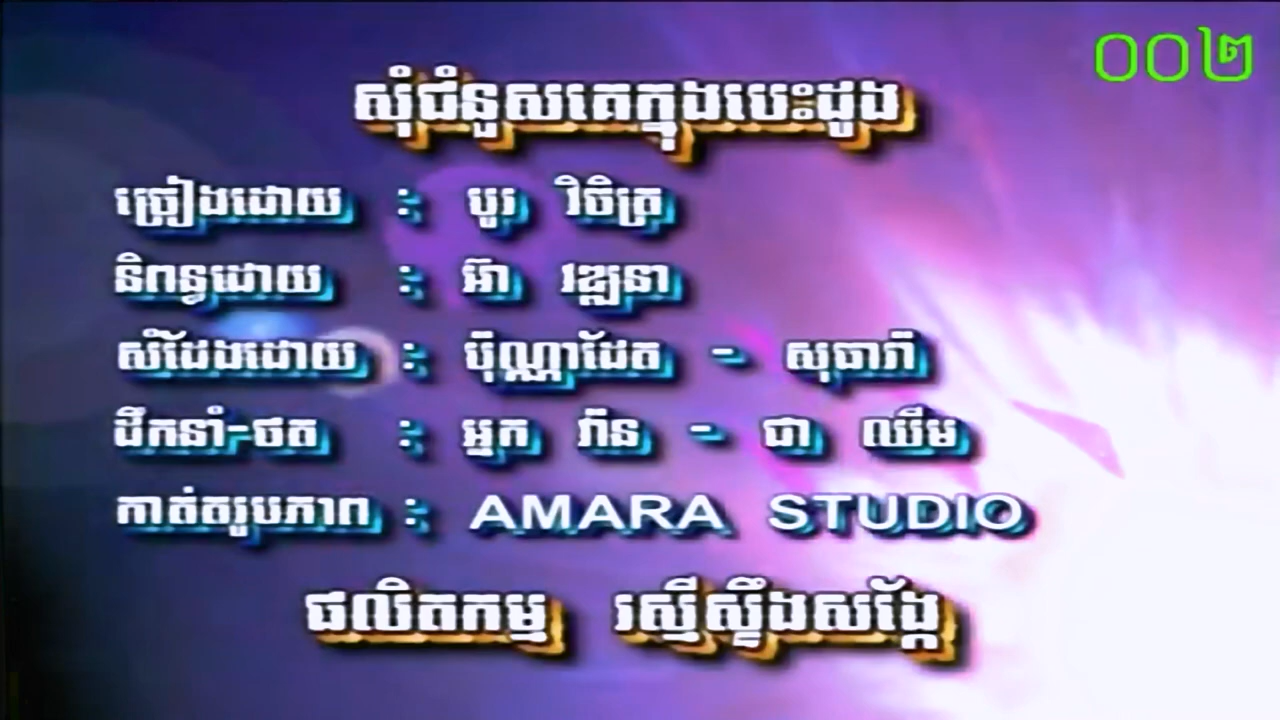 ០០២
សុំជំនួសគេក្នុងបេះដូង
ច្រៀងដោយ : បូរ វិចិត្រ
និពន្ធដោយ : អ៊ា វឌ្ឍនា
សំដែងដោយ : ប៉ុណ្ណាដែត - សុធារ៉ា
ដឹកនាំ-ថត : អ្នក រ៉ាន - ជា ឈឹម
កាត់តរូបភាព : AMARA STUDIO
ផលិតកម្ម រស្មីស្ទឹងសង្កែ